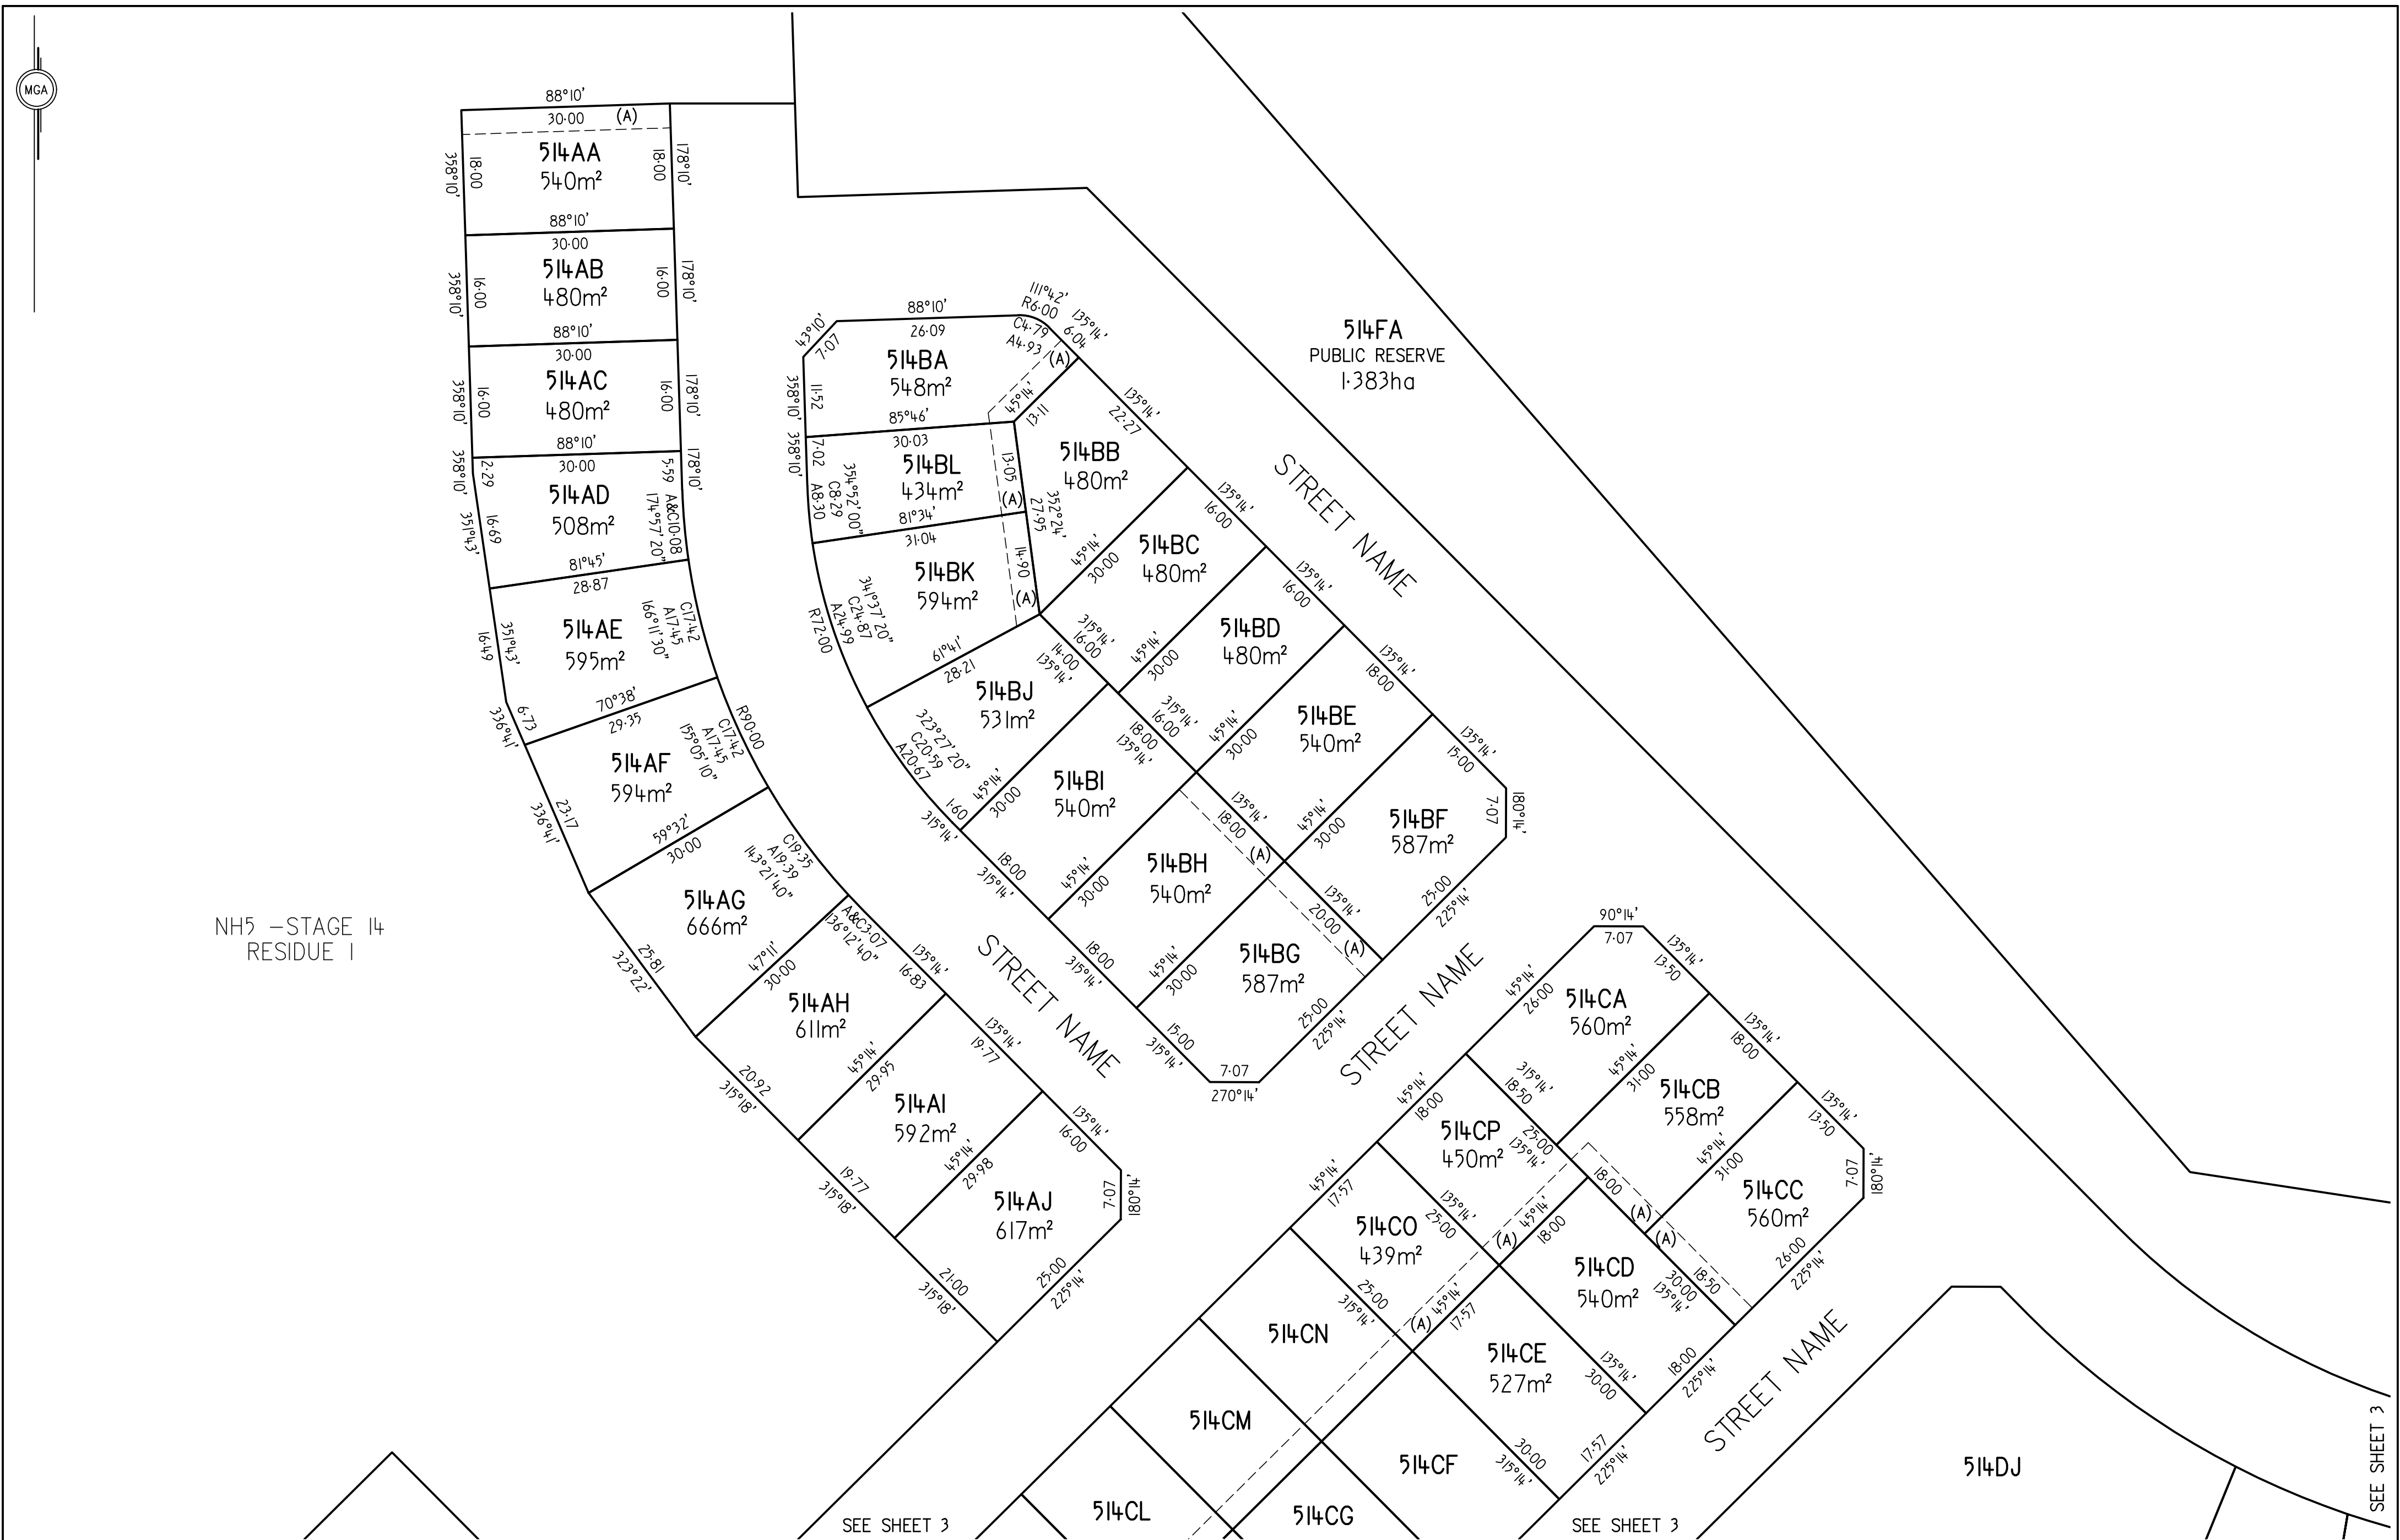 MGA
88°10'
30·00 (A)
358°10'
18·00
514AA
540m²
18·00
178°10'
88°10'
30·00
358°10'
16·00
514AB
480m²
16·00
178°10'
88°10'
30·00
358°10'
16·00
514AC
480m²
16·00
178°10'
88°10'
30·00
358°10'
2·29
351°43'
16·69
514AD
508m²
5·59
A&C10·08
174°57'20"
178°10'
81°45'
28·87
351°43'
16·49
514AE
595m²
C17·42
A17·45
166°11'30"
6·73
336°41'
70°38'
29·35
R90·00
C17·42
A17·45
155°05'10"
514AF
594m²
23·17
336°41'
59°32'
30·00
C19·35
A19·39
143°21'40"
514AG
666m²
25·81
323°22'
47°11'
30·00
A&C3·07
136°12'40"
135°14'
16·83
514AH
611m²
20·92
315°18'
45°14'
29·95
135°14'
19·77
514AI
592m²
19·77
315°18'
45°14'
29·98
135°14'
16·00
514AJ
617m²
7·07
180°14'
21·00
315°18'
25·00
225°14'
NH5 -STAGE 14
RESIDUE 1
43°10'
7·07
88°10'
26·09
111°42'
R6·00
C4·79
A4·93
135°14'
6·04
(A)
514BA
548m²
358°10'
11·52
45°14'
13·11
85°46'
30·03
358°10'
7·02
A8·30
354°52'00"
C8·29
514BL
434m²
13·05
(A)
352°24'
27·95
81°34'
31·04
514BK
594m²
14·90
(A)
341°37'20"
C24·87
A24·99
R72·00
61°41'
28·21
514BJ
531m²
14·00
135°14'
323°27'20"
C20·59
A20·67
1·60
315°14'
45°14'
30·00
135°14'
22·27
514BB
480m²
45°14'
30·00
315°14'
16·00
135°14'
16·00
514BC
480m²
45°14'
30·00
315°14'
16·00
135°14'
16·00
514BD
480m²
45°14'
30·00
18·00
135°14'
135°14'
18·00
514BE
540m²
45°14'
30·00
135°14'
18·00
(A)
135°14'
15·00
7·07
180°14'
514BF
587m²
25·00
225°14'
135°14'
20·00
(A)
514BI
540m²
18·00
315°14'
45°14'
30·00
514BH
540m²
18·00
315°14'
45°14'
30·00
514BG
587m²
15·00
315°14'
7·07
270°14'
25·00
225°14'
STREET NAME
STREET NAME
STREET NAME
STREET NAME
514FA
PUBLIC RESERVE
1·383ha
90°14'
7·07
45°14'
26·00
135°14'
13·50
514CA
560m²
315°14'
18·50
45°14'
31·00
135°14'
18·00
514CB
558m²
18·00
(A)
45°14'
31·00
135°14'
13·50
7·07
180°14'
514CC
560m²
26·00
225°14'
(A)
18·50
45°14'
18·00
514CP
450m²
25·00
135°14'
45°14'
17·57
135°14'
25·00
514CO
439m²
(A)
45°14'
18·00
514CD
540m²
30·00
135°14'
18·00
225°14'
25·00
315°14'
(A)
45°14'
17·57
514CE
527m²
135°14'
30·00
17·57
225°14'
30·00
315°14'
514CN
514CM
514CL
514CF
514CG
514DJ
SEE SHEET 3
SEE SHEET 3
SEE SHEET 3